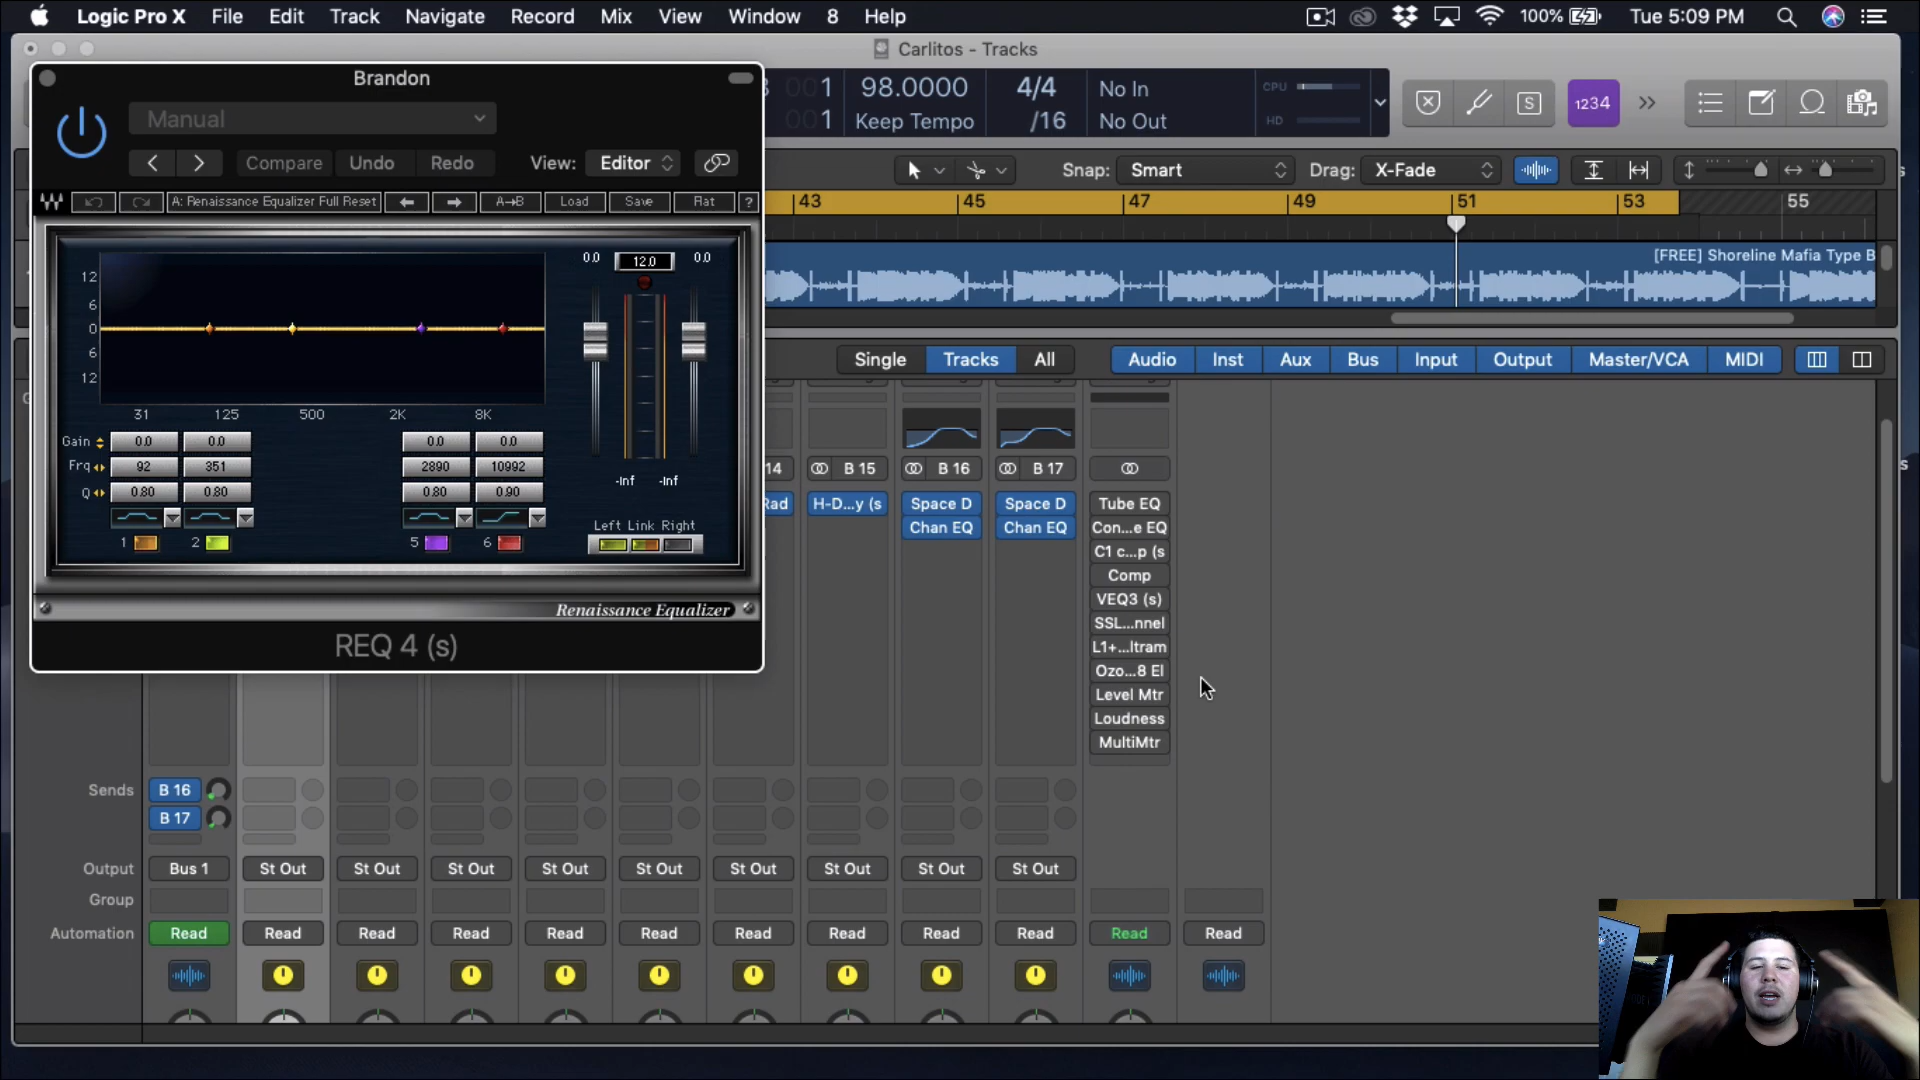 Logic Pro X File Edit Track Navigate Record Mix View Window 8 Help 100% Tue 5:09 PM
Carlitos - Tracks
Brandon
Manual
Compare Undo Redo View: Editor
1 98.0000 4/4 No In CPU
1 Keep Tempo /16 No Out HD
S 1234
Snap: Smart Drag: X-Fade
A: Renaissance Equalizer Full Reset A→B Load Save Flat ?
43 45 47 49 51 53 55
[FREE] Shoreline Mafia Type B
0.0 12.0 0.0
12
6
0
6
12
31 125 500 2K 8K
Gain 0.0 0.0 0.0 0.0
Frq 92 351 2890 10992
Q 0.80 0.80 0.80 0.90
1 2 5 6
-Inf -Inf
Left Link Right
Renaissance Equalizer
REQ 4 (s)
Single Tracks All Audio Inst Aux Bus Input Output Master/VCA MIDI
14 B 15 B 16 B 17
Rad H-D...y (s Space D Space D Tube EQ
Chan EQ Chan EQ Con...e EQ
C1 c...p (s
Comp
VEQ3 (s)
SSL...nnel
L1+...ltram
Ozo...8 El
Level Mtr
Loudness
MultiMtr
Sends B 16
B 17
Output Bus 1 St Out St Out St Out St Out St Out St Out St Out St Out St Out
Group
Automation Read Read Read Read Read Read Read Read Read Read Read Read